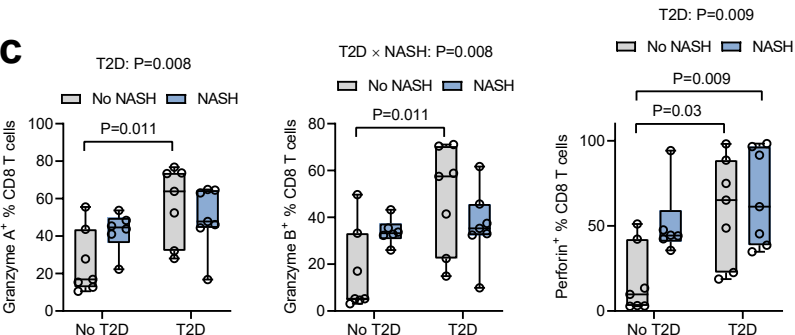 c
T2D: P=0.008
No NASH NASH
P=0.011
Granzyme A⁺ % CD8 T cells
100
80
60
40
20
0
No T2D T2D
T2D × NASH: P=0.008
No NASH NASH
P=0.011
Granzyme B⁺ % CD8 T cells
80
60
40
20
0
No T2D T2D
T2D: P=0.009
No NASH NASH
P=0.009
P=0.03
Perforin⁺ % CD8 T cells
100
50
0
No T2D T2D